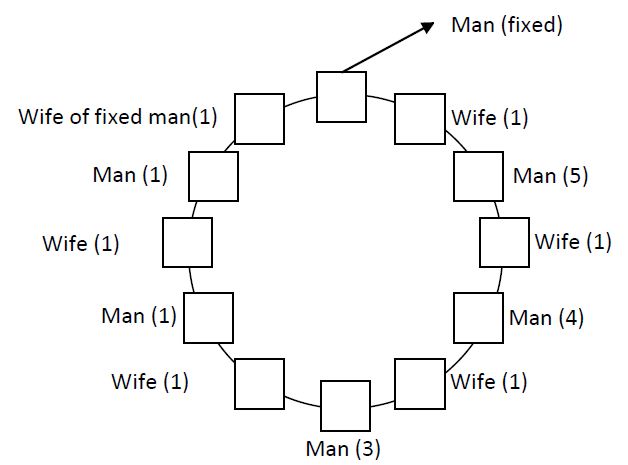 Man (fixed)
Wife of fixed man(1)
Wife (1)
Man (1)
Man (5)
Wife (1)
Wife (1)
Man (1)
Man (4)
Wife (1)
Wife (1)
Man (3)